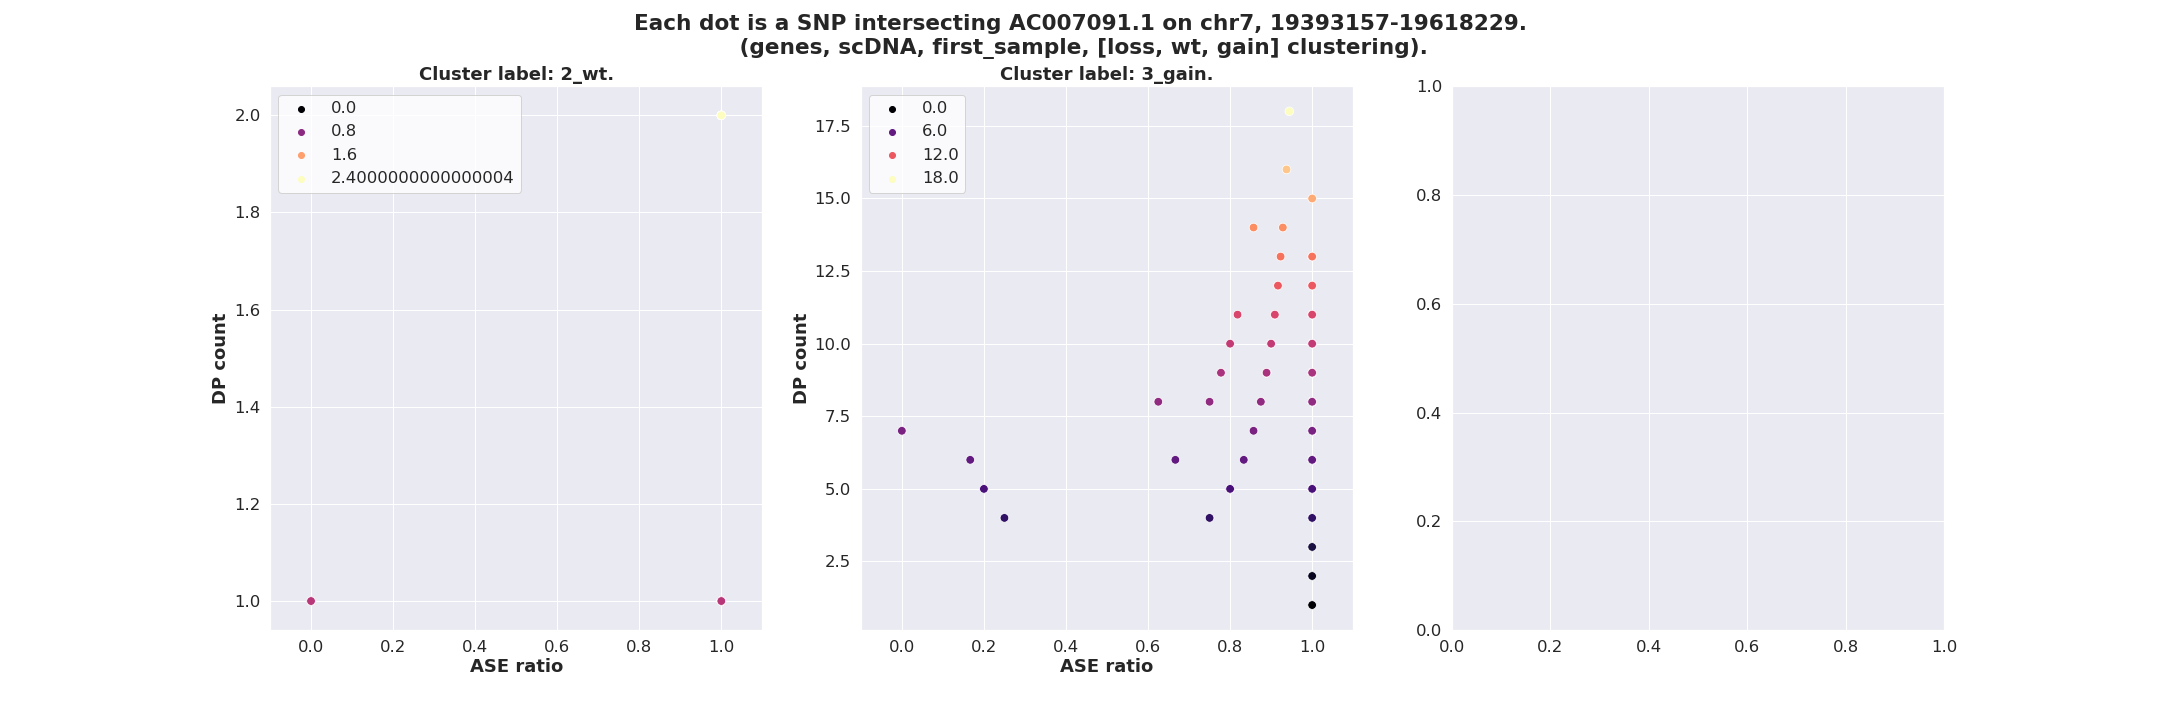 Each dot is a SNP intersecting AC007091.1 on chr7, 19393157-19618229.
(genes, scDNA, first_sample, [loss, wt, gain] clustering).
Cluster label: 2_wt.
0.0
0.8
1.6
2.4000000000000004
2.0
1.8
1.6
1.4
1.2
1.0
DP count
0.0 0.2 0.4 0.6 0.8 1.0
ASE ratio
Cluster label: 3_gain.
0.0
6.0
12.0
18.0
17.5
15.0
12.5
10.0
7.5
5.0
2.5
DP count
0.0 0.2 0.4 0.6 0.8 1.0
ASE ratio
1.0
0.8
0.6
0.4
0.2
0.0
0.0 0.2 0.4 0.6 0.8 1.0